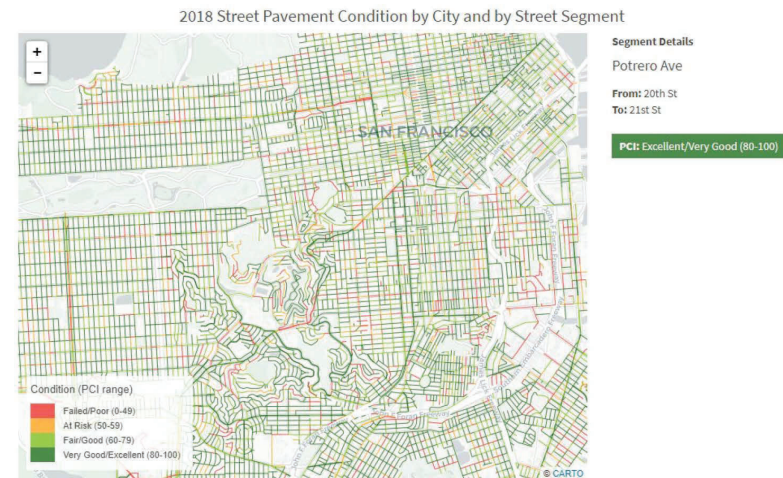 2018 Street Pavement Condition by City and by Street Segment
+
−
SAN FRANCISCO
Condition (PCI range)
Failed/Poor (0-49)
At Risk (50-59)
Fair/Good (60-79)
Very Good/Excellent (80-100)
© CARTO
Segment Details
Potrero Ave
From: 20th St
To: 21st St
PCI: Excellent/Very Good (80-100)